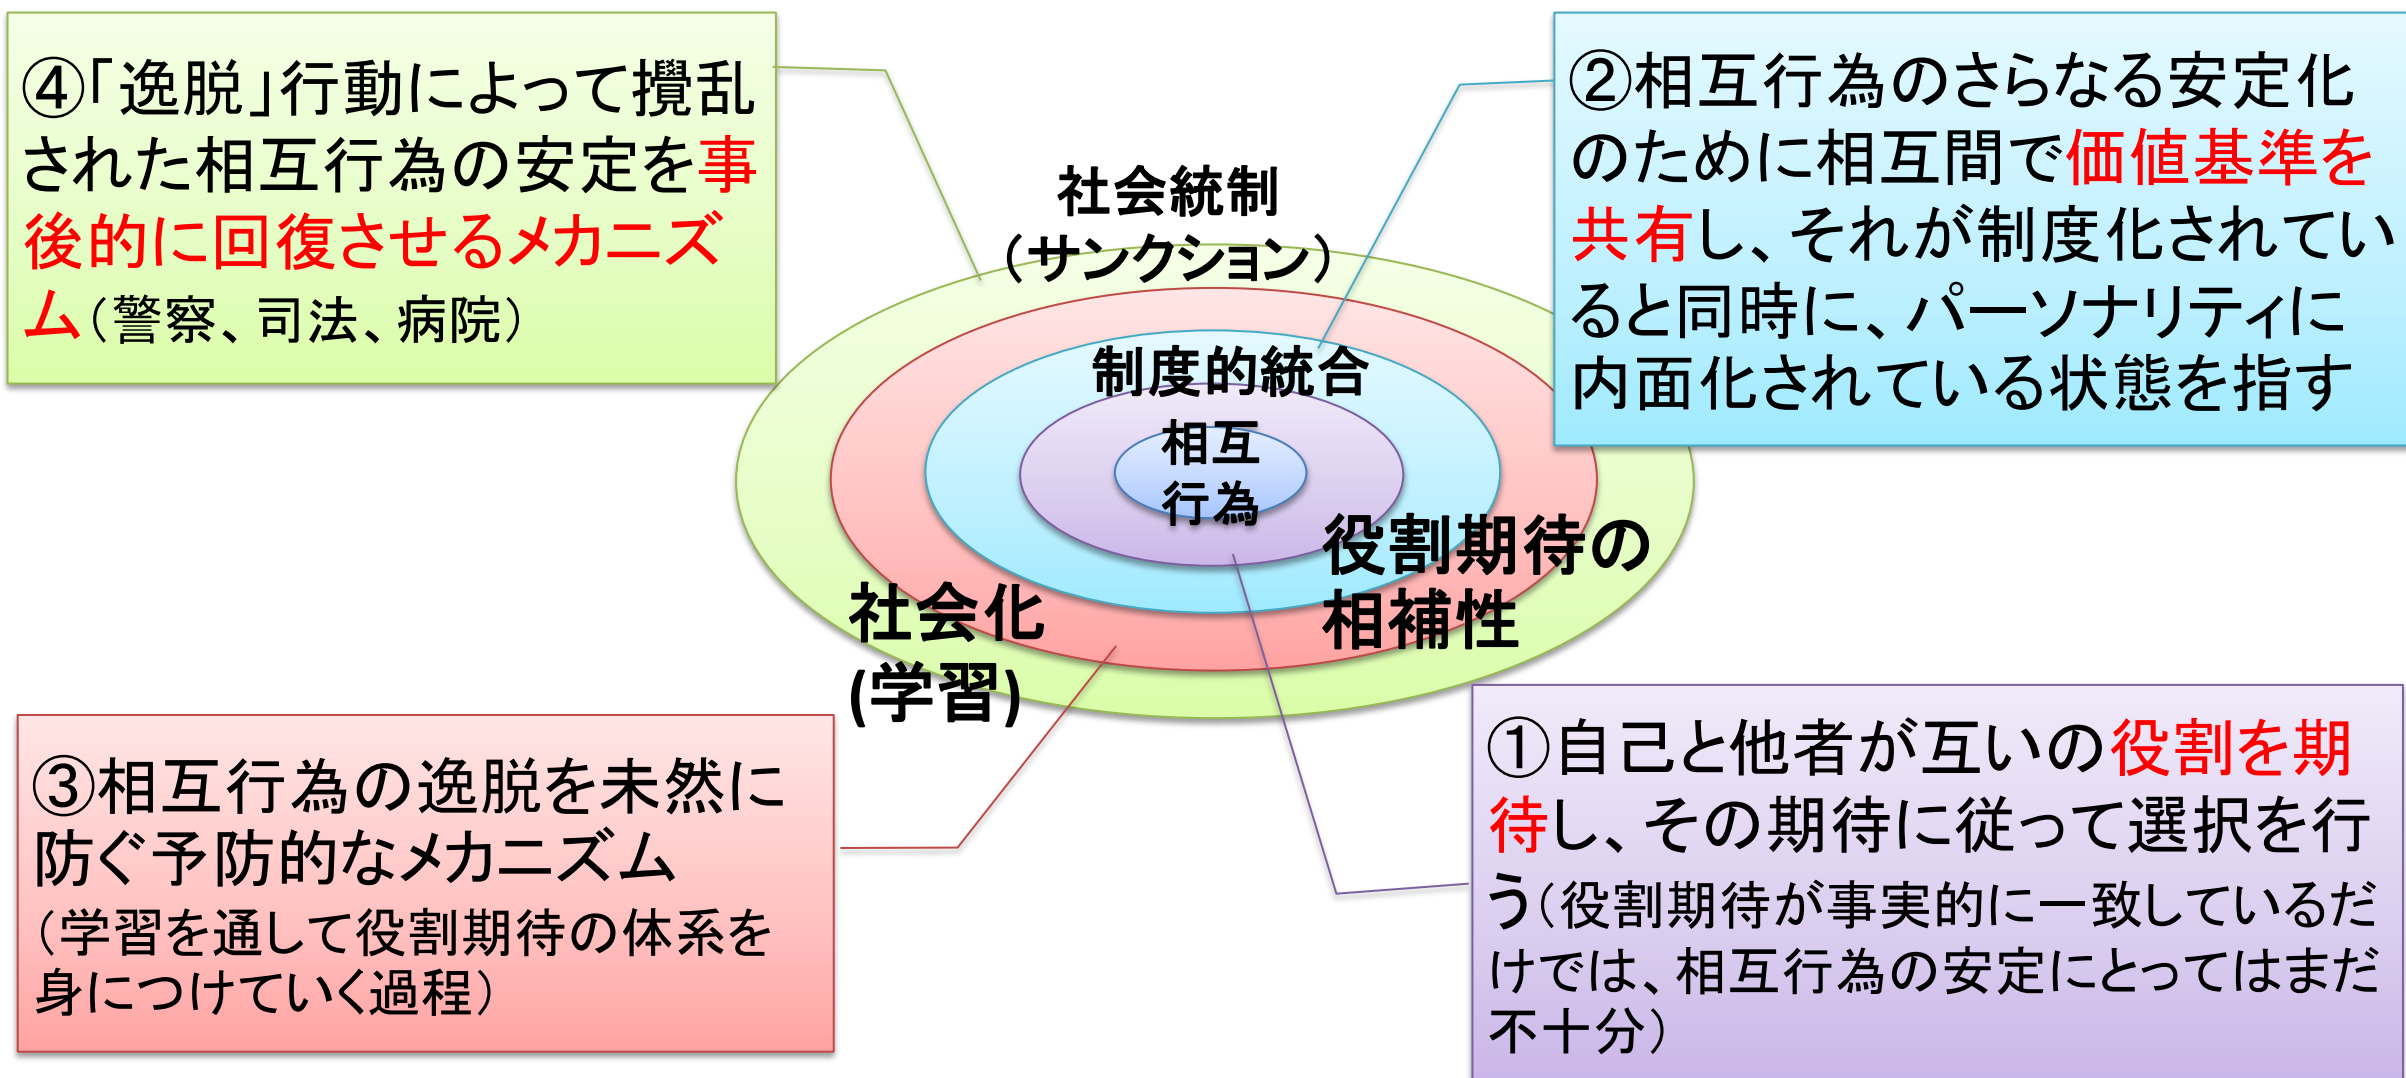 ④「逸脱」行動によって攪乱
された相互行為の安定を事
後的に回復させるメカニズ
ム（警察、司法、病院）
社会統制
（サンクション）
②相互行為のさらなる安定化
のために相互間で価値基準を
共有し、それが制度化されてい
ると同時に、パーソナリティに
内面化されている状態を指す
制度的統合
相互
行為
役割期待の
相補性
社会化
(学習)
③相互行為の逸脱を未然に
防ぐ予防的なメカニズム
（学習を通して役割期待の体系を
身につけていく過程）
①自己と他者が互いの役割を期
待し、その期待に従って選択を行
う（役割期待が事実的に一致しているだ
けでは、相互行為の安定にとってはまだ
不十分）